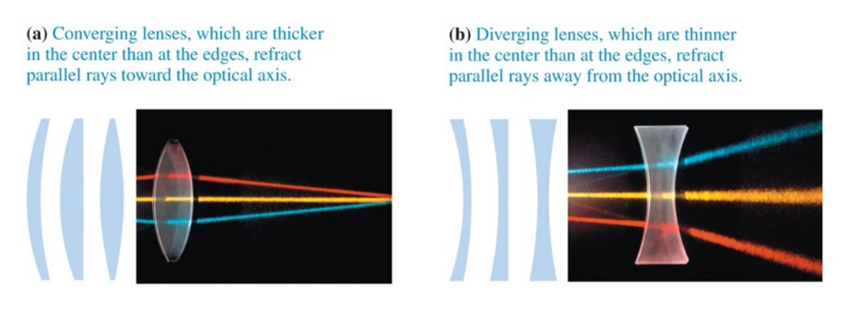 (a) Converging lenses, which are thicker
in the center than at the edges, refract
parallel rays toward the optical axis.
(b) Diverging lenses, which are thinner
in the center than at the edges, refract
parallel rays away from the optical axis.